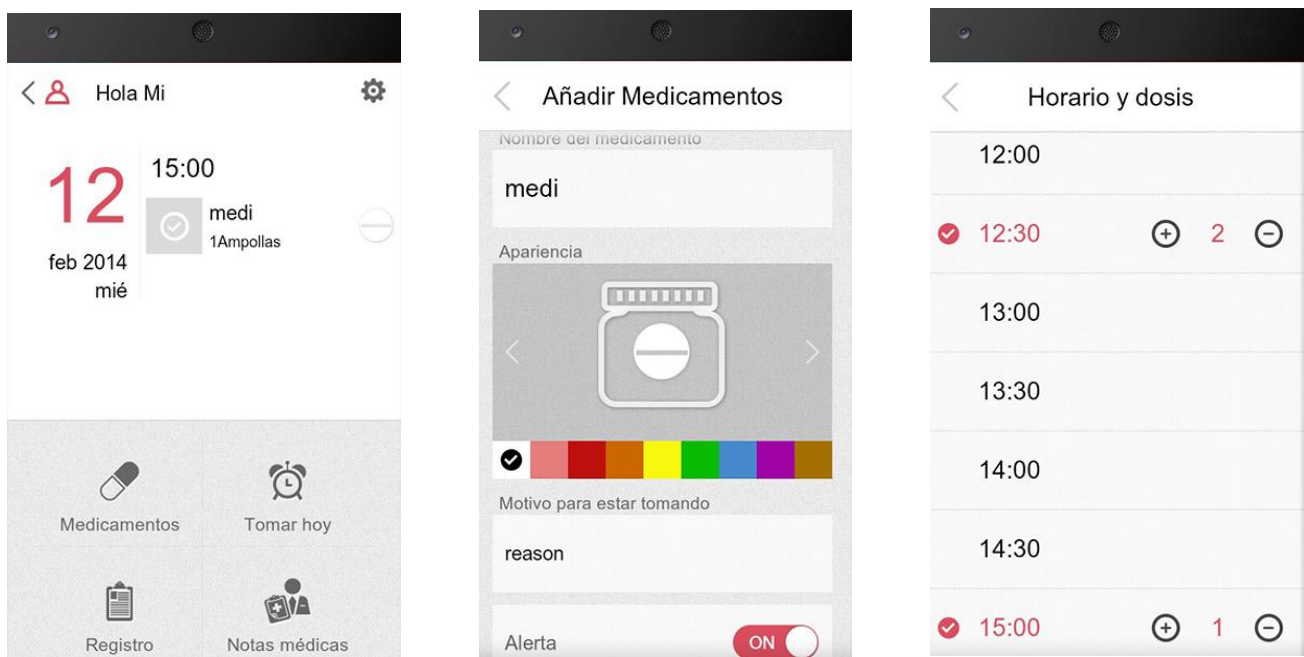 Hola Mi
12
feb 2014
mié
15:00
medi
1Ampollas
Medicamentos
Tomar hoy
Registro
Notas médicas
Añadir Medicamentos
Nombre del medicamento
medi
Apariencia
Motivo para estar tomando
reason
Alerta
ON
Horario y dosis
12:00
12:30 2
13:00
13:30
14:00
14:30
15:00 1